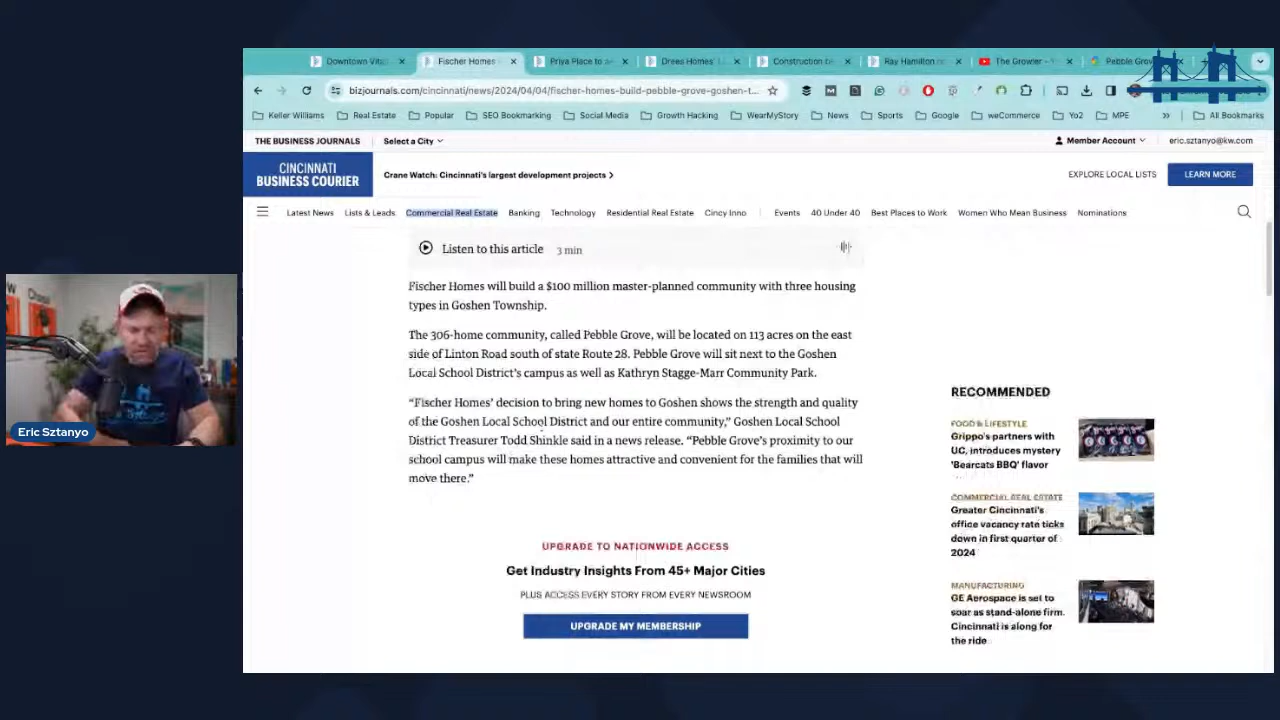 Downtown Vita
Fischer Homes
Priya Place to a
Drees Homes'
Construction be
Ray Hamilton
The Growler - Y
Pebble Grov
bizjournals.com/cincinnati/news/2024/04/04/fischer-homes-build-pebble-grove-goshen-t...
Keller Williams
Real Estate
Popular
SEO Bookmarking
Social Media
Growth Hacking
WearMyStory
News
Sports
Google
weCommerce
Yo2
MPE
»
All Bookmarks
THE BUSINESS JOURNALS
Select a City
Member Account
eric.sztanyo@kw.com
CINCINNATI
BUSINESS COURIER
Crane Watch: Cincinnati's largest development projects >
EXPLORE LOCAL LISTS
LEARN MORE
Latest News
Lists & Leads
Commercial Real Estate
Banking
Technology
Residential Real Estate
Cincy Inno
Events
40 Under 40
Best Places to Work
Women Who Mean Business
Nominations
Listen to this article 3 min
Fischer Homes will build a $100 million master-planned community with three housing
types in Goshen Township.
The 306-home community, called Pebble Grove, will be located on 113 acres on the east
side of Linton Road south of state Route 28. Pebble Grove will sit next to the Goshen
Local School District's campus as well as Kathryn Stagge-Marr Community Park.
“Fischer Homes' decision to bring new homes to Goshen shows the strength and quality
of the Goshen Local School District and our entire community,” Goshen Local School
District Treasurer Todd Shinkle said in a news release. “Pebble Grove's proximity to our
school campus will make these homes attractive and convenient for the families that will
move there.”
UPGRADE TO NATIONWIDE ACCESS
Get Industry Insights From 45+ Major Cities
PLUS ACCESS EVERY STORY FROM EVERY NEWSROOM
UPGRADE MY MEMBERSHIP
RECOMMENDED
FOOD & LIFESTYLE
Grippo's partners with
UC, introduces mystery
'Bearcats BBQ' flavor
COMMERCIAL REAL ESTATE
Greater Cincinnati's
office vacancy rate ticks
down in first quarter of
2024
MANUFACTURING
GE Aerospace is set to
soar as stand-alone firm.
Cincinnati is along for
the ride
Eric Sztanyo